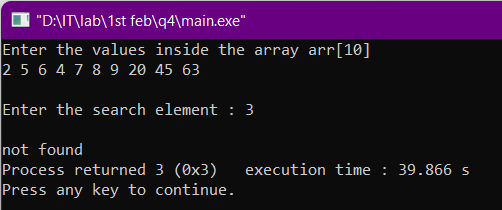 "D:\IT\lab\1st feb\q4\main.exe"
Enter the values inside the array arr[10]
2 5 6 4 7 8 9 20 45 63
Enter the search element : 3
not found
Process returned 3 (0x3)   execution time : 39.866 s
Press any key to continue.